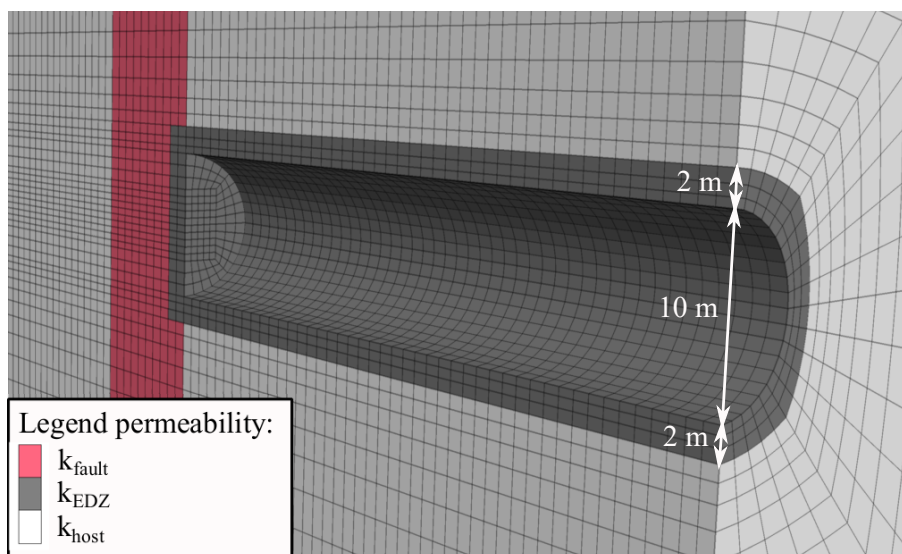 2 m
10 m
2 m
Legend permeability:
k_fault
k_EDZ
k_host